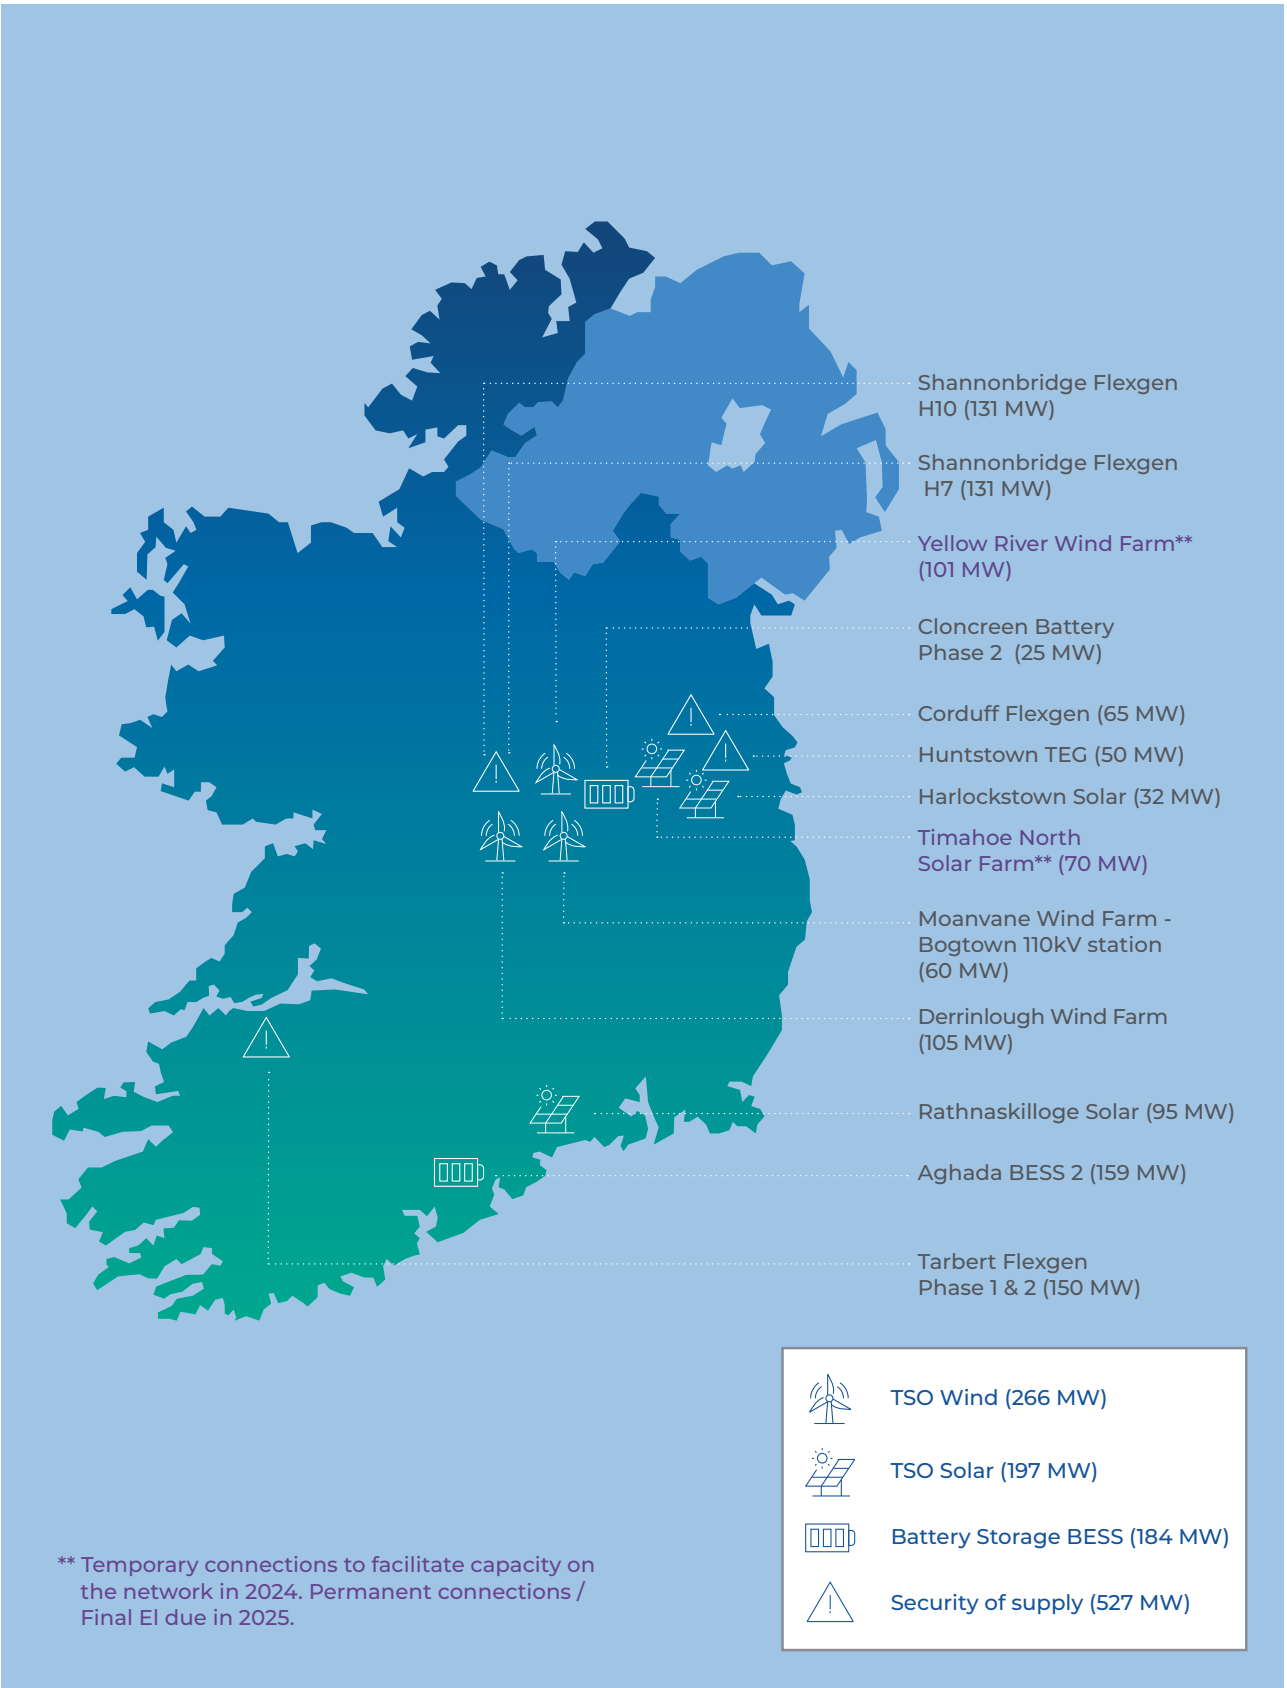 Shannonbridge Flexgen
H10 (131 MW)
Shannonbridge Flexgen
H7 (131 MW)
Yellow River Wind Farm**
(101 MW)
Cloncreen Battery
Phase 2 (25 MW)
Corduff Flexgen (65 MW)
Huntstown TEG (50 MW)
Harlockstown Solar (32 MW)
Timahoe North
Solar Farm** (70 MW)
Moanvane Wind Farm -
Bogtown 110kV station
(60 MW)
Derrinlough Wind Farm
(105 MW)
Rathnaskilloge Solar (95 MW)
Aghada BESS 2 (159 MW)
Tarbert Flexgen
Phase 1 & 2 (150 MW)
TSO Wind (266 MW)
TSO Solar (197 MW)
Battery Storage BESS (184 MW)
Security of supply (527 MW)
** Temporary connections to facilitate capacity on
the network in 2024. Permanent connections /
Final EI due in 2025.